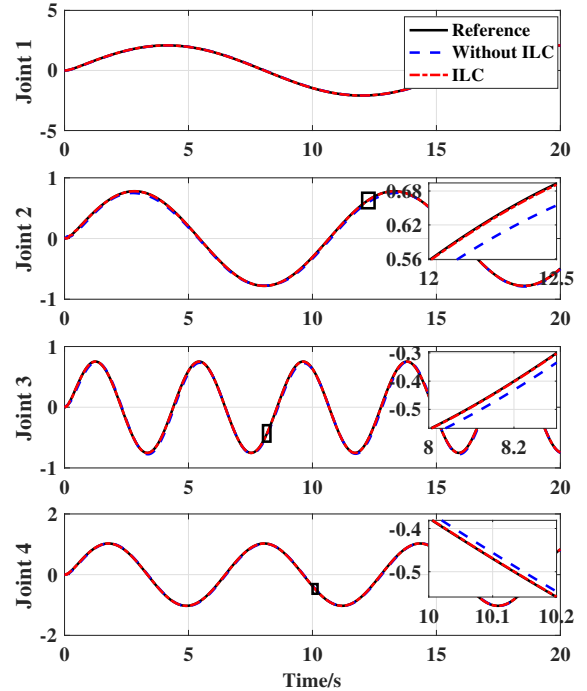 5
0
-5
Joint 1
Reference
Without ILC
ILC
0 5 10 15 20
1
0
-1
Joint 2
0.68
0.62
0.56
12 12.5
0 5 10 15 20
1
0
-1
Joint 3
-0.3
-0.4
-0.5
8 8.2
0 5 10 15 20
2
0
-2
Joint 4
-0.4
-0.5
10 10.1 10.2
0 5 10 15 20
Time/s